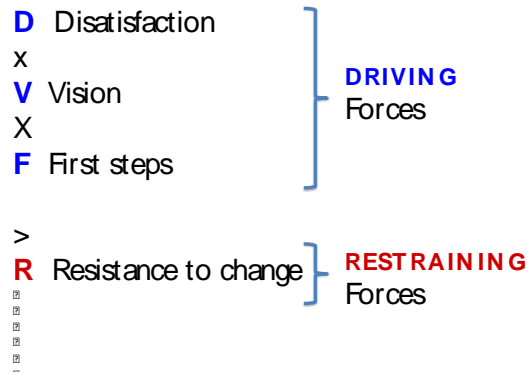 D Disatisfaction
x
V Vision
X
F First steps
DRIVING
Forces
>
R Resistance to change
RESTRAINING
Forces